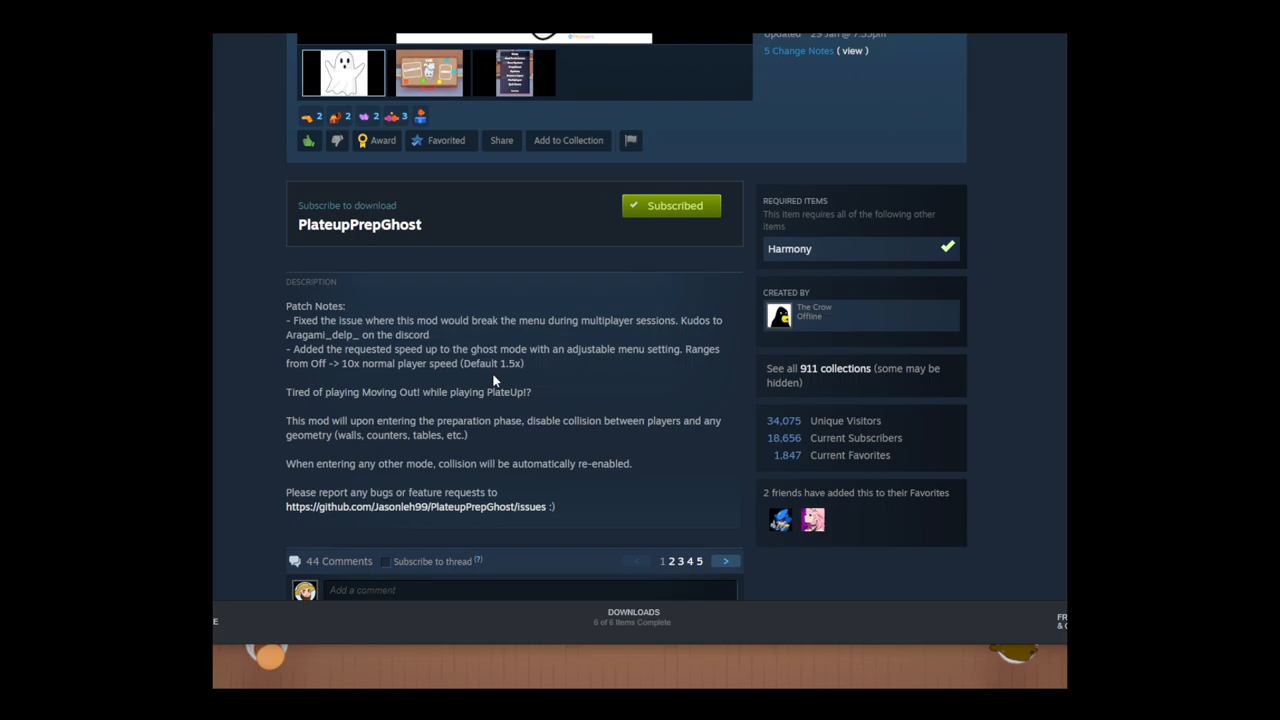 Updated 29 Jan @ 7:55pm
5 Change Notes ( view )
2 2 2 3
Award
Favorited
Share
Add to Collection
Subscribe to download
PlateupPrepGhost
Subscribed
DESCRIPTION
Patch Notes:
- Fixed the issue where this mod would break the menu during multiplayer sessions. Kudos to
Aragami_delp_ on the discord
- Added the requested speed up to the ghost mode with an adjustable menu setting. Ranges
from Off -> 10x normal player speed (Default 1.5x)
Tired of playing Moving Out! while playing PlateUp!?
This mod will upon entering the preparation phase, disable collision between players and any
geometry (walls, counters, tables, etc.)
When entering any other mode, collision will be automatically re-enabled.
Please report any bugs or feature requests to
https://github.com/Jasonleh99/PlateupPrepGhost/issues :)
44 Comments
Subscribe to thread (?)
< 1 2 3 4 5 >
Add a comment
REQUIRED ITEMS
This item requires all of the following other
items
Harmony
CREATED BY
The Crow
Offline
See all 911 collections (some may be
hidden)
34,075 Unique Visitors
18,656 Current Subscribers
1,847 Current Favorites
2 friends have added this to their Favorites
DOWNLOADS
6 of 6 Items Complete